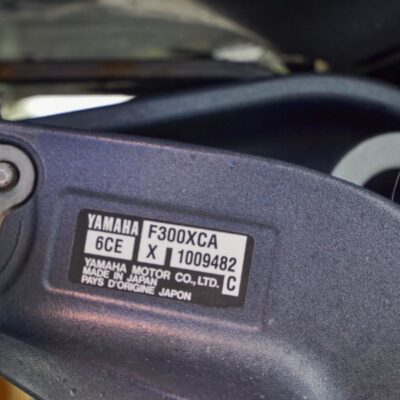 YAMAHA F300XCA
6CE X 1009482
YAMAHA MOTOR CO., LTD. C
MADE IN JAPAN
PAYS D'ORIGINE JAPON